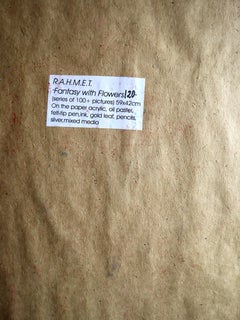 R.A.H.M.E.T.
Fantasy with Flowers 120
(series of 100+ pictures) 59x42cm
On the paper, acrylic, oil pastel,
felt-tip pen, ink, gold leaf, pencils,
silver, mixed media